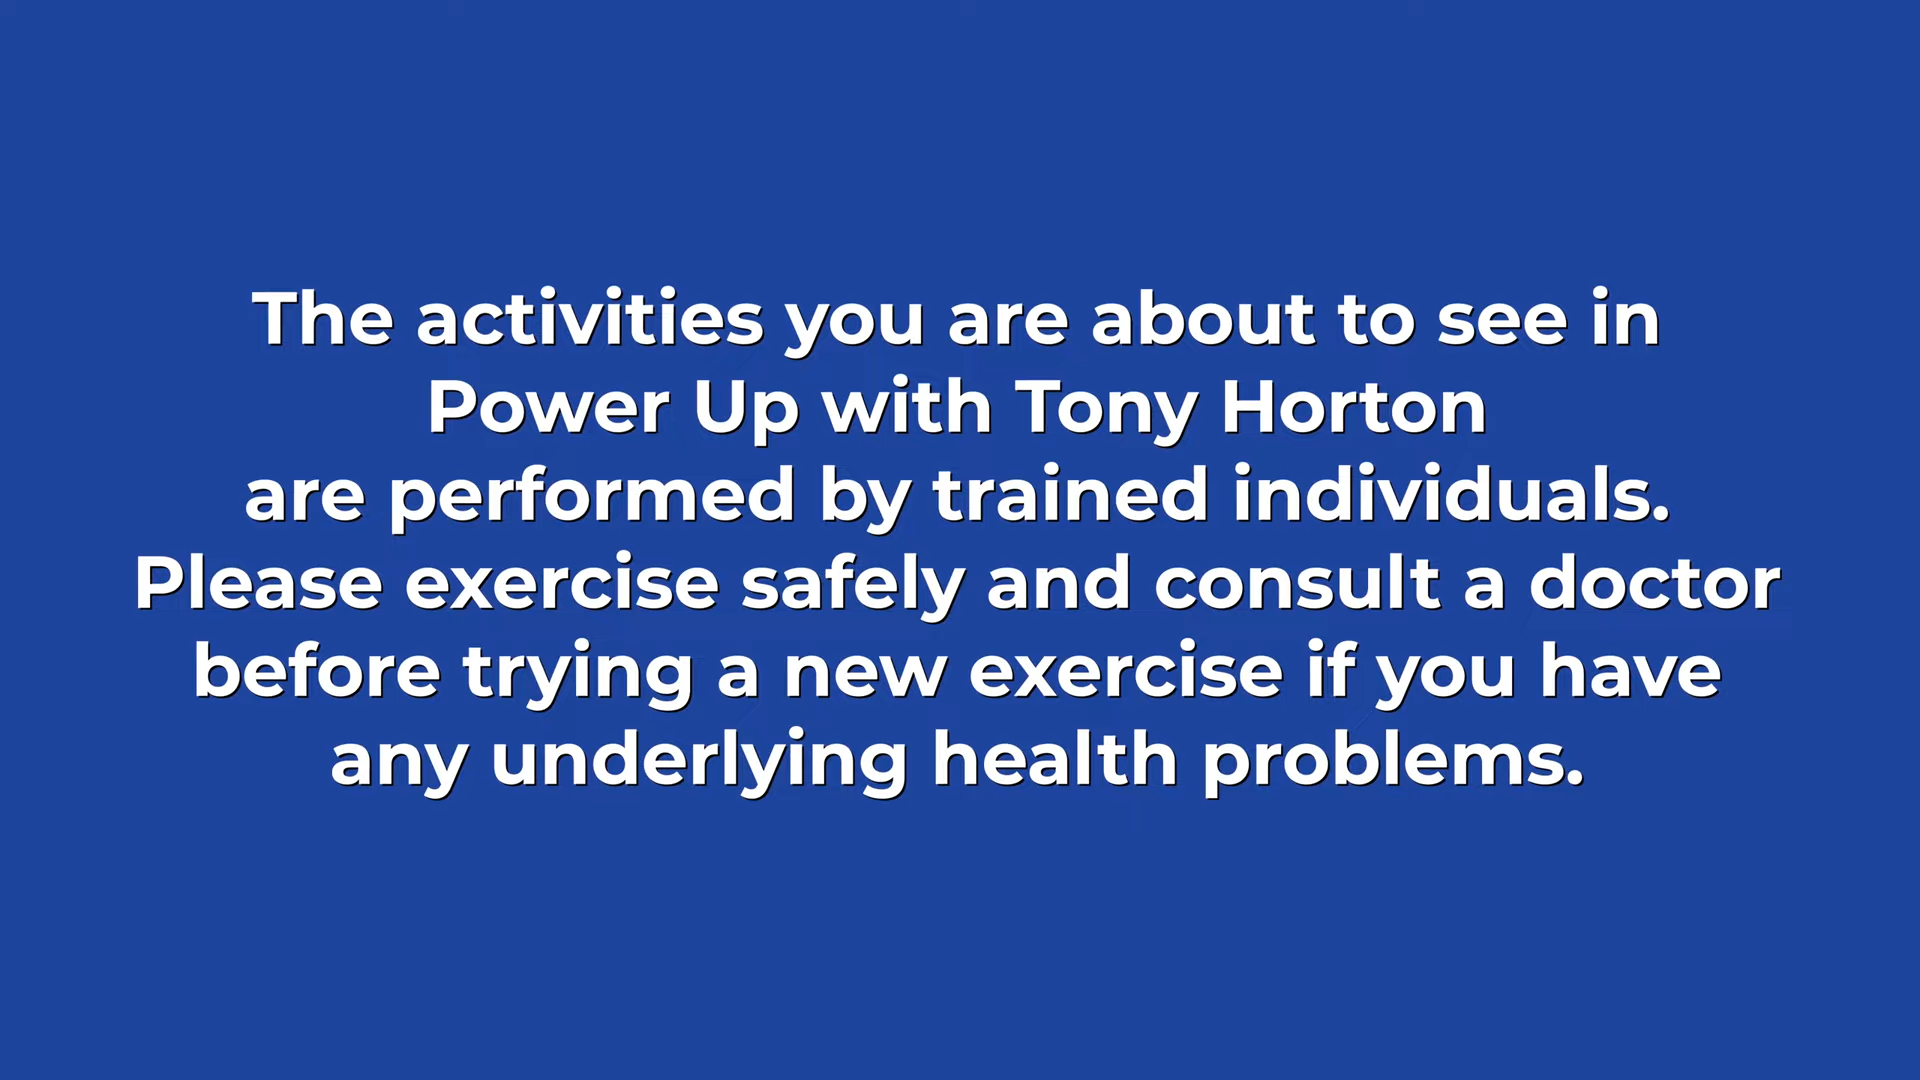 The activities you are about to see in
Power Up with Tony Horton
are performed by trained individuals.
Please exercise safely and consult a doctor
before trying a new exercise if you have
any underlying health problems.